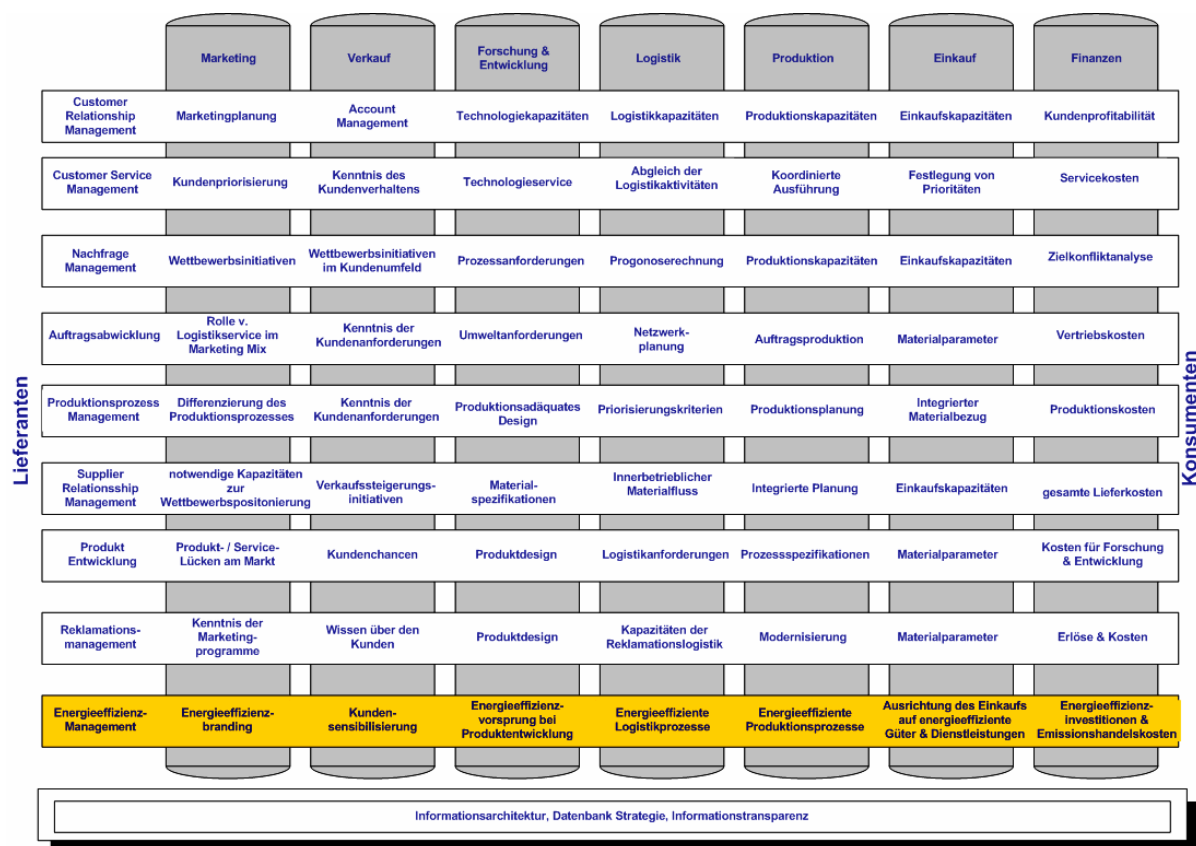 Marketing
Verkauf
Forschung &
Entwicklung
Logistik
Produktion
Einkauf
Finanzen
Customer
Relationship
Management
Marketingplanung
Account
Management
Technologiekapazitäten
Logistikkapazitäten
Produktionskapazitäten
Einkaufskapazitäten
Kundenprofitabilität
Customer Service
Management
Kundenpriorisierung
Kenntnis des
Kundenverhaltens
Technologieservice
Abgleich der
Logistikaktivitäten
Koordinierte
Ausführung
Festlegung von
Prioritäten
Servicekosten
Nachfrage
Management
Wettbewerbsinitiativen
Wettbewerbsinitiativen
im Kundenumfeld
Prozessanforderungen
Progonoserechnung
Produktionskapazitäten
Einkaufskapazitäten
Zielkonfliktanalyse
Auftragsabwicklung
Rolle v.
Logistikservice im
Marketing Mix
Kenntnis der
Kundenanforderungen
Umweltanforderungen
Netzwerk-
planung
Auftragsproduktion
Materialparameter
Vertriebskosten
Lieferanten
Konsumenten
Produktionsprozess
Management
Differenzierung des
Produktionsprozesses
Kenntnis der
Kundenanforderungen
Produktionsadäquates
Design
Priorisierungskriterien
Produktionsplanung
Integrierter
Materialbezug
Produktionskosten
Supplier
Relationsship
Management
notwendige Kapazitäten
zur
Wettbewerbspositonierung
Verkaufssteigerungs-
initiativen
Material-
spezifikationen
Innerbetrieblicher
Materialfluss
Integrierte Planung
Einkaufskapazitäten
gesamte Lieferkosten
Produkt
Entwicklung
Produkt- / Service-
Lücken am Markt
Kundenchancen
Produktdesign
Logistikanforderungen
Prozessspezifikationen
Materialparameter
Kosten für Forschung
& Entwicklung
Reklamations-
management
Kenntnis der
Marketing-
programme
Wissen über den
Kunden
Produktdesign
Kapazitäten der
Reklamationslogistik
Modernisierung
Materialparameter
Erlöse & Kosten
Energieeffizienz-
Management
Energieeffizienz-
branding
Kunden-
sensibilisierung
Energieeffizienz-
vorsprung bei
Produktentwicklung
Energieeffiziente
Logistikprozesse
Energieeffiziente
Produktionsprozesse
Ausrichtung des Einkaufs
auf energieeffiziente
Güter & Dienstleistungen
Energieeffizienz-
investitionen &
Emissionshandelskosten
Informationsarchitektur, Datenbank Strategie, Informationstransparenz